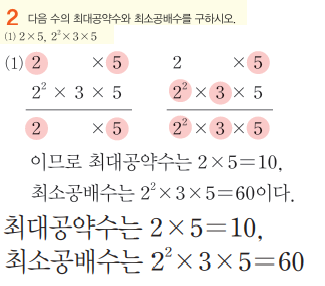 2 다음 수의 최대공약수와 최소공배수를 구하시오.
(1) 2×5, 2²×3×5
(1) 2 ×5 2 ×5
2²×3×5 2²×3×5
2 ×5 2²×3×5
이므로 최대공약수는 2×5=10,
최소공배수는 2²×3×5=60이다.
최대공약수는 2×5=10,
최소공배수는 2²×3×5=60